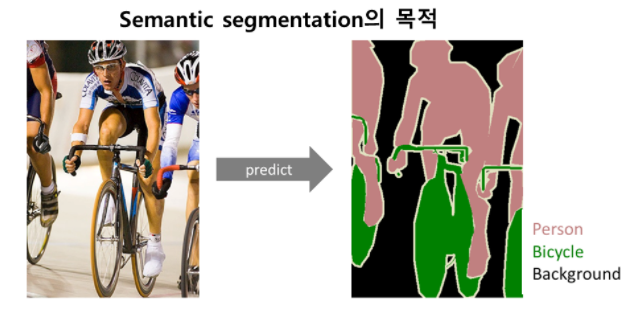 Semantic segmentation의 목적
predict
Person
Bicycle
Background